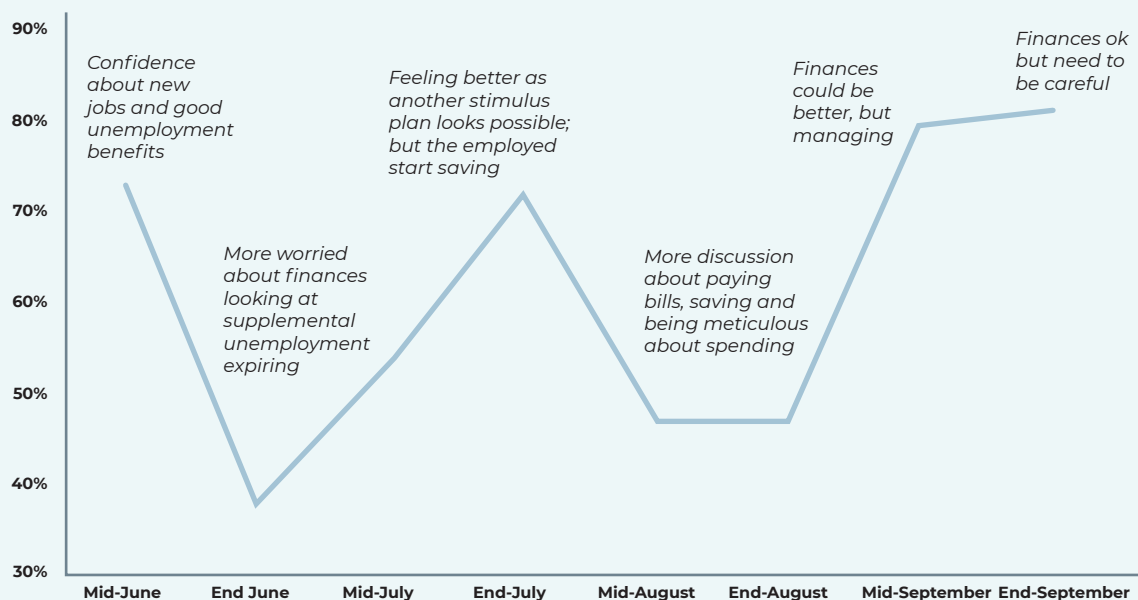 90%
80%
70%
60%
50%
40%
30%
Confidence
about new
jobs and good
unemployment
benefits
More worried
about finances
looking at
supplemental
unemployment
expiring
Feeling better as
another stimulus
plan looks possible;
but the employed
start saving
More discussion
about paying
bills, saving and
being meticulous
about spending
Finances
could be
better, but
managing
Finances ok
but need to
be careful
Mid-June End June Mid-July End-July Mid-August End-August Mid-September End-September